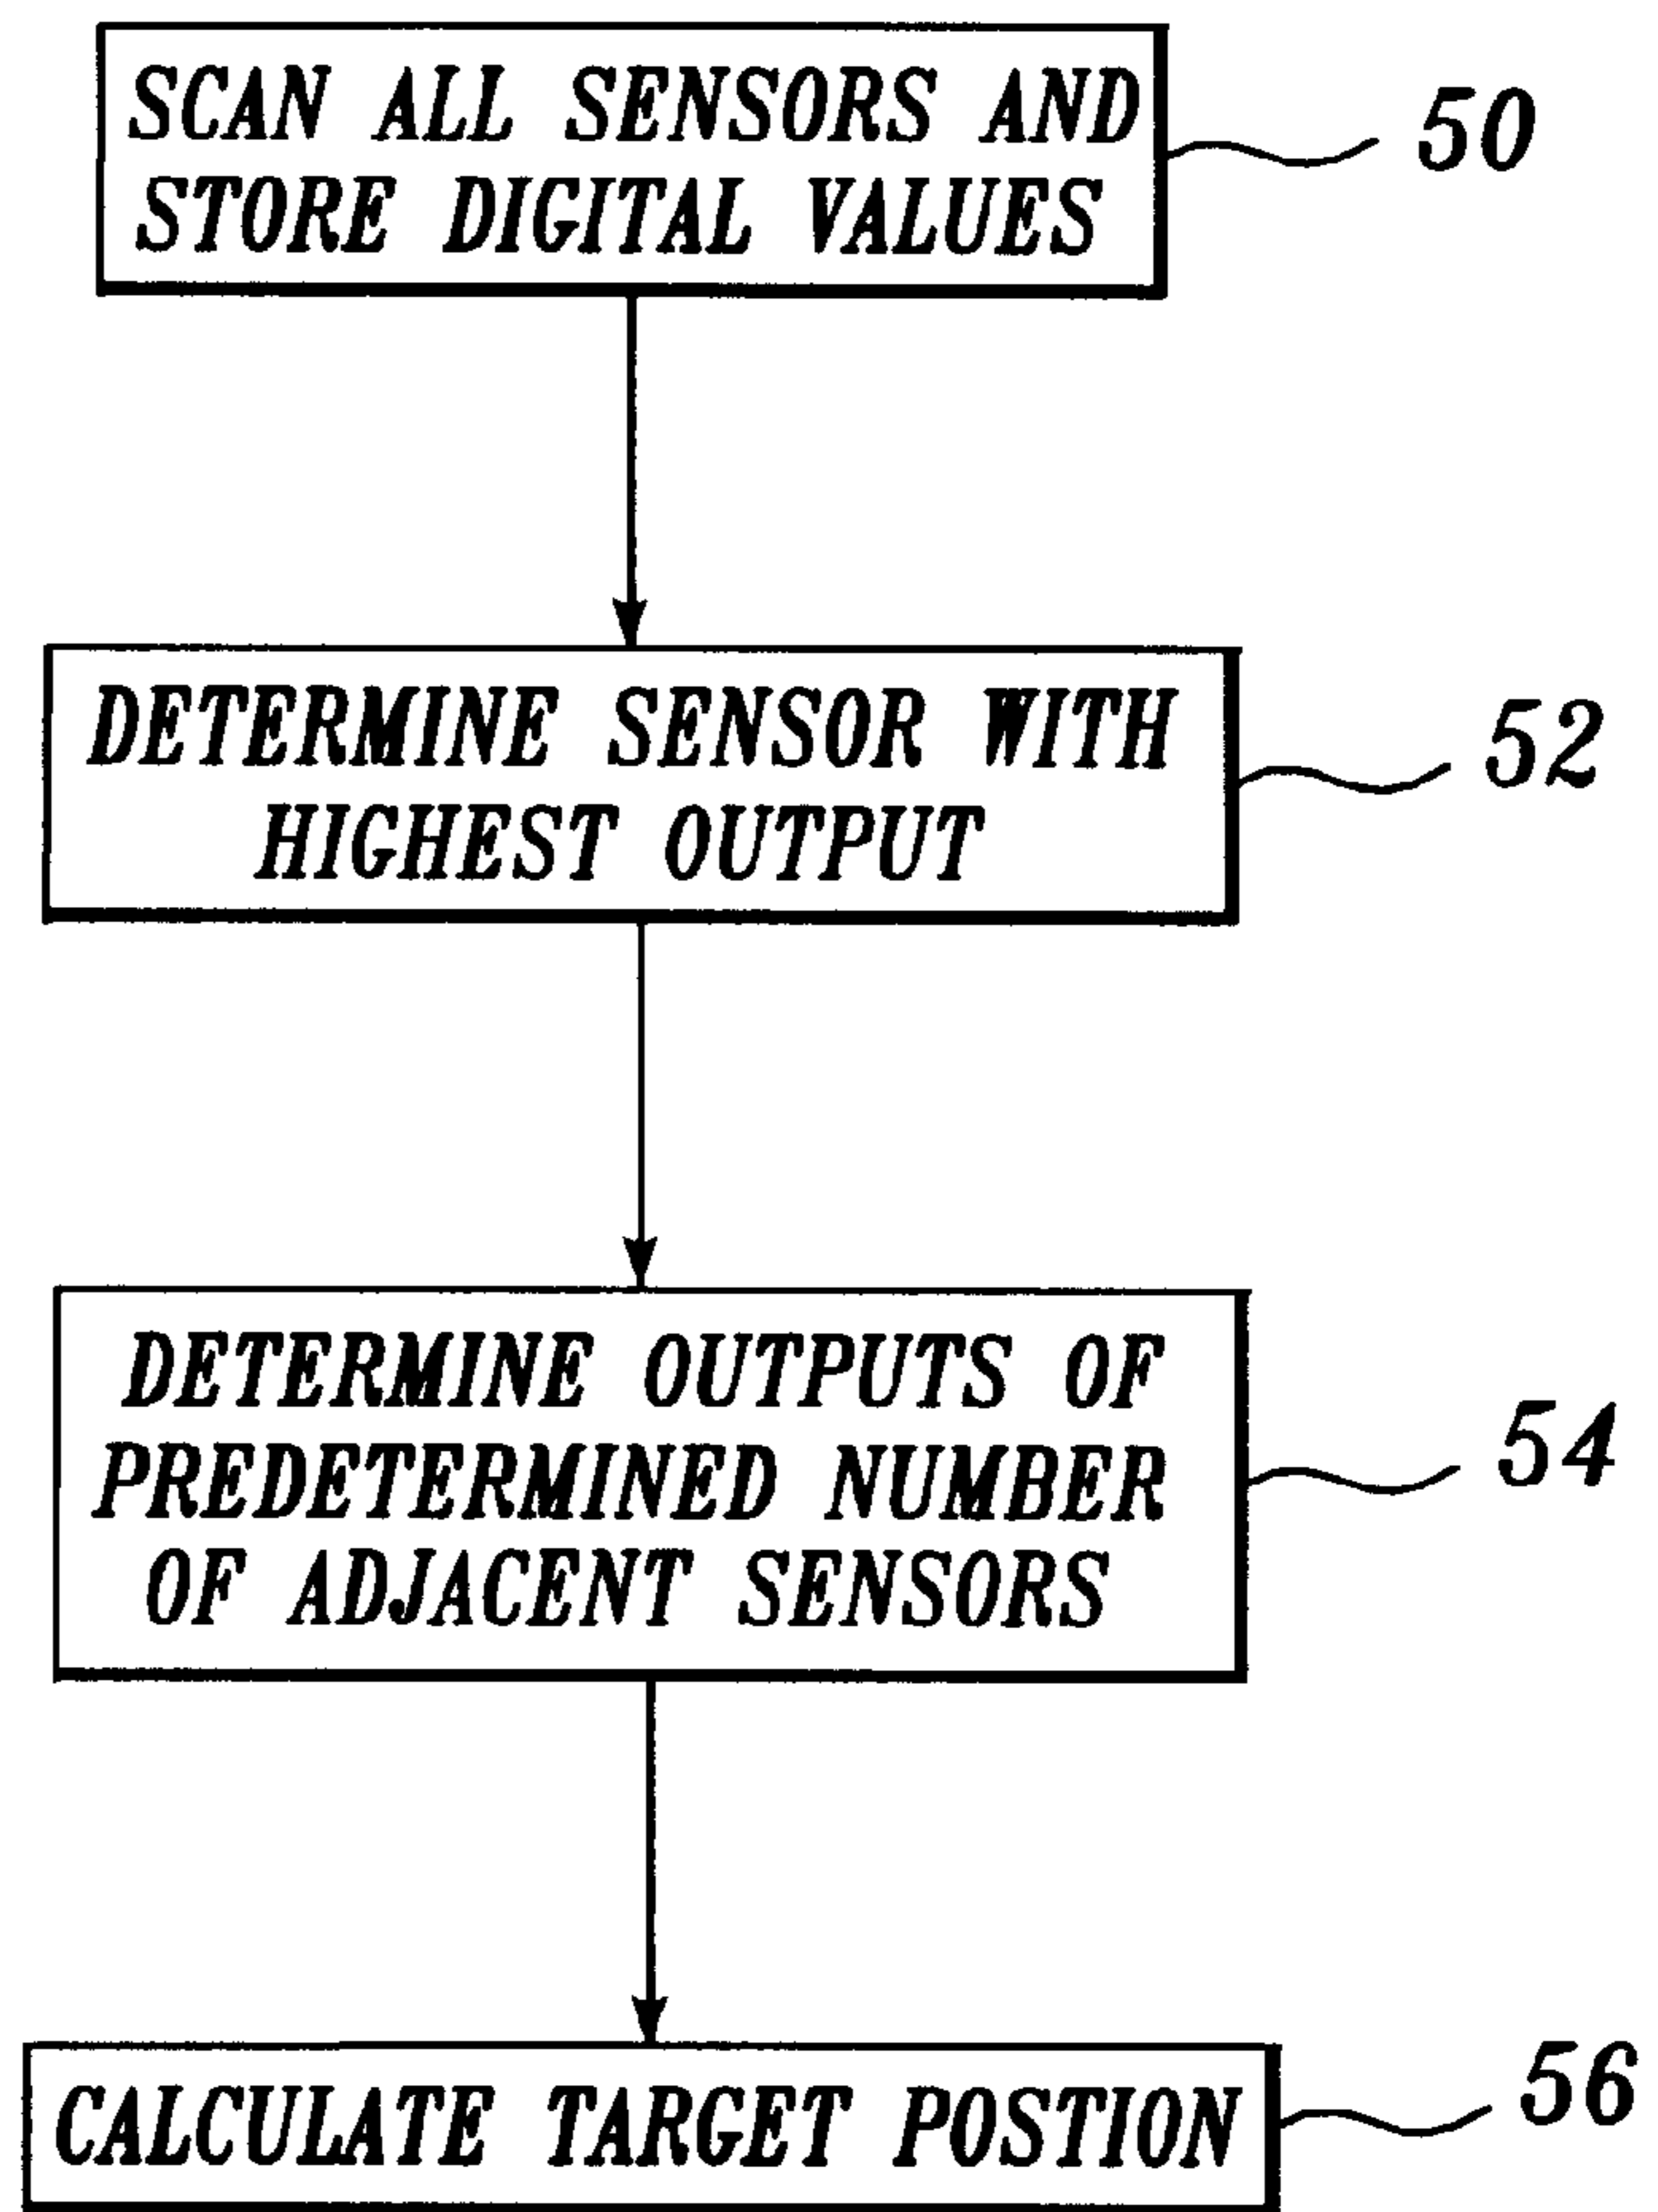 SCAN ALL SENSORS AND
STORE DIGITAL VALUES
50
DETERMINE SENSOR WITH
HIGHEST OUTPUT
52
DETERMINE OUTPUTS OF
PREDETERMINED NUMBER
OF ADJACENT SENSORS
54
CALCULATE TARGET POSTION
56